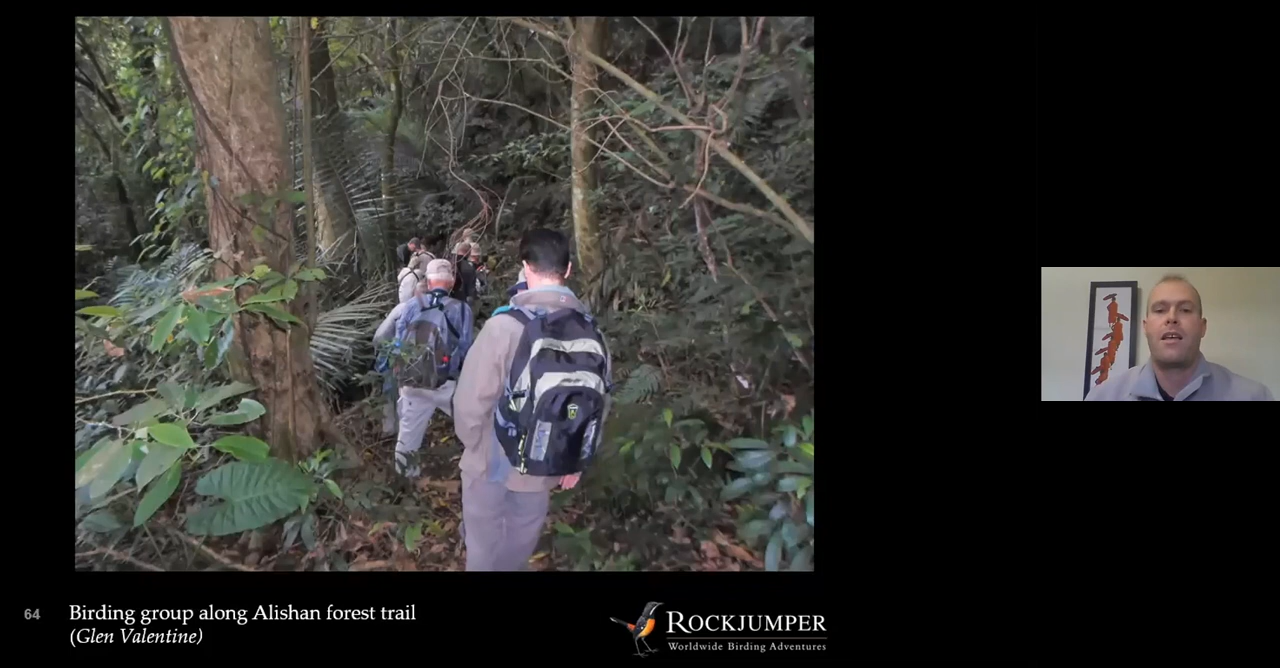 64
Birding group along Alishan forest trail
(Glen Valentine)
ROCKJUMPER
Worldwide Birding Adventures